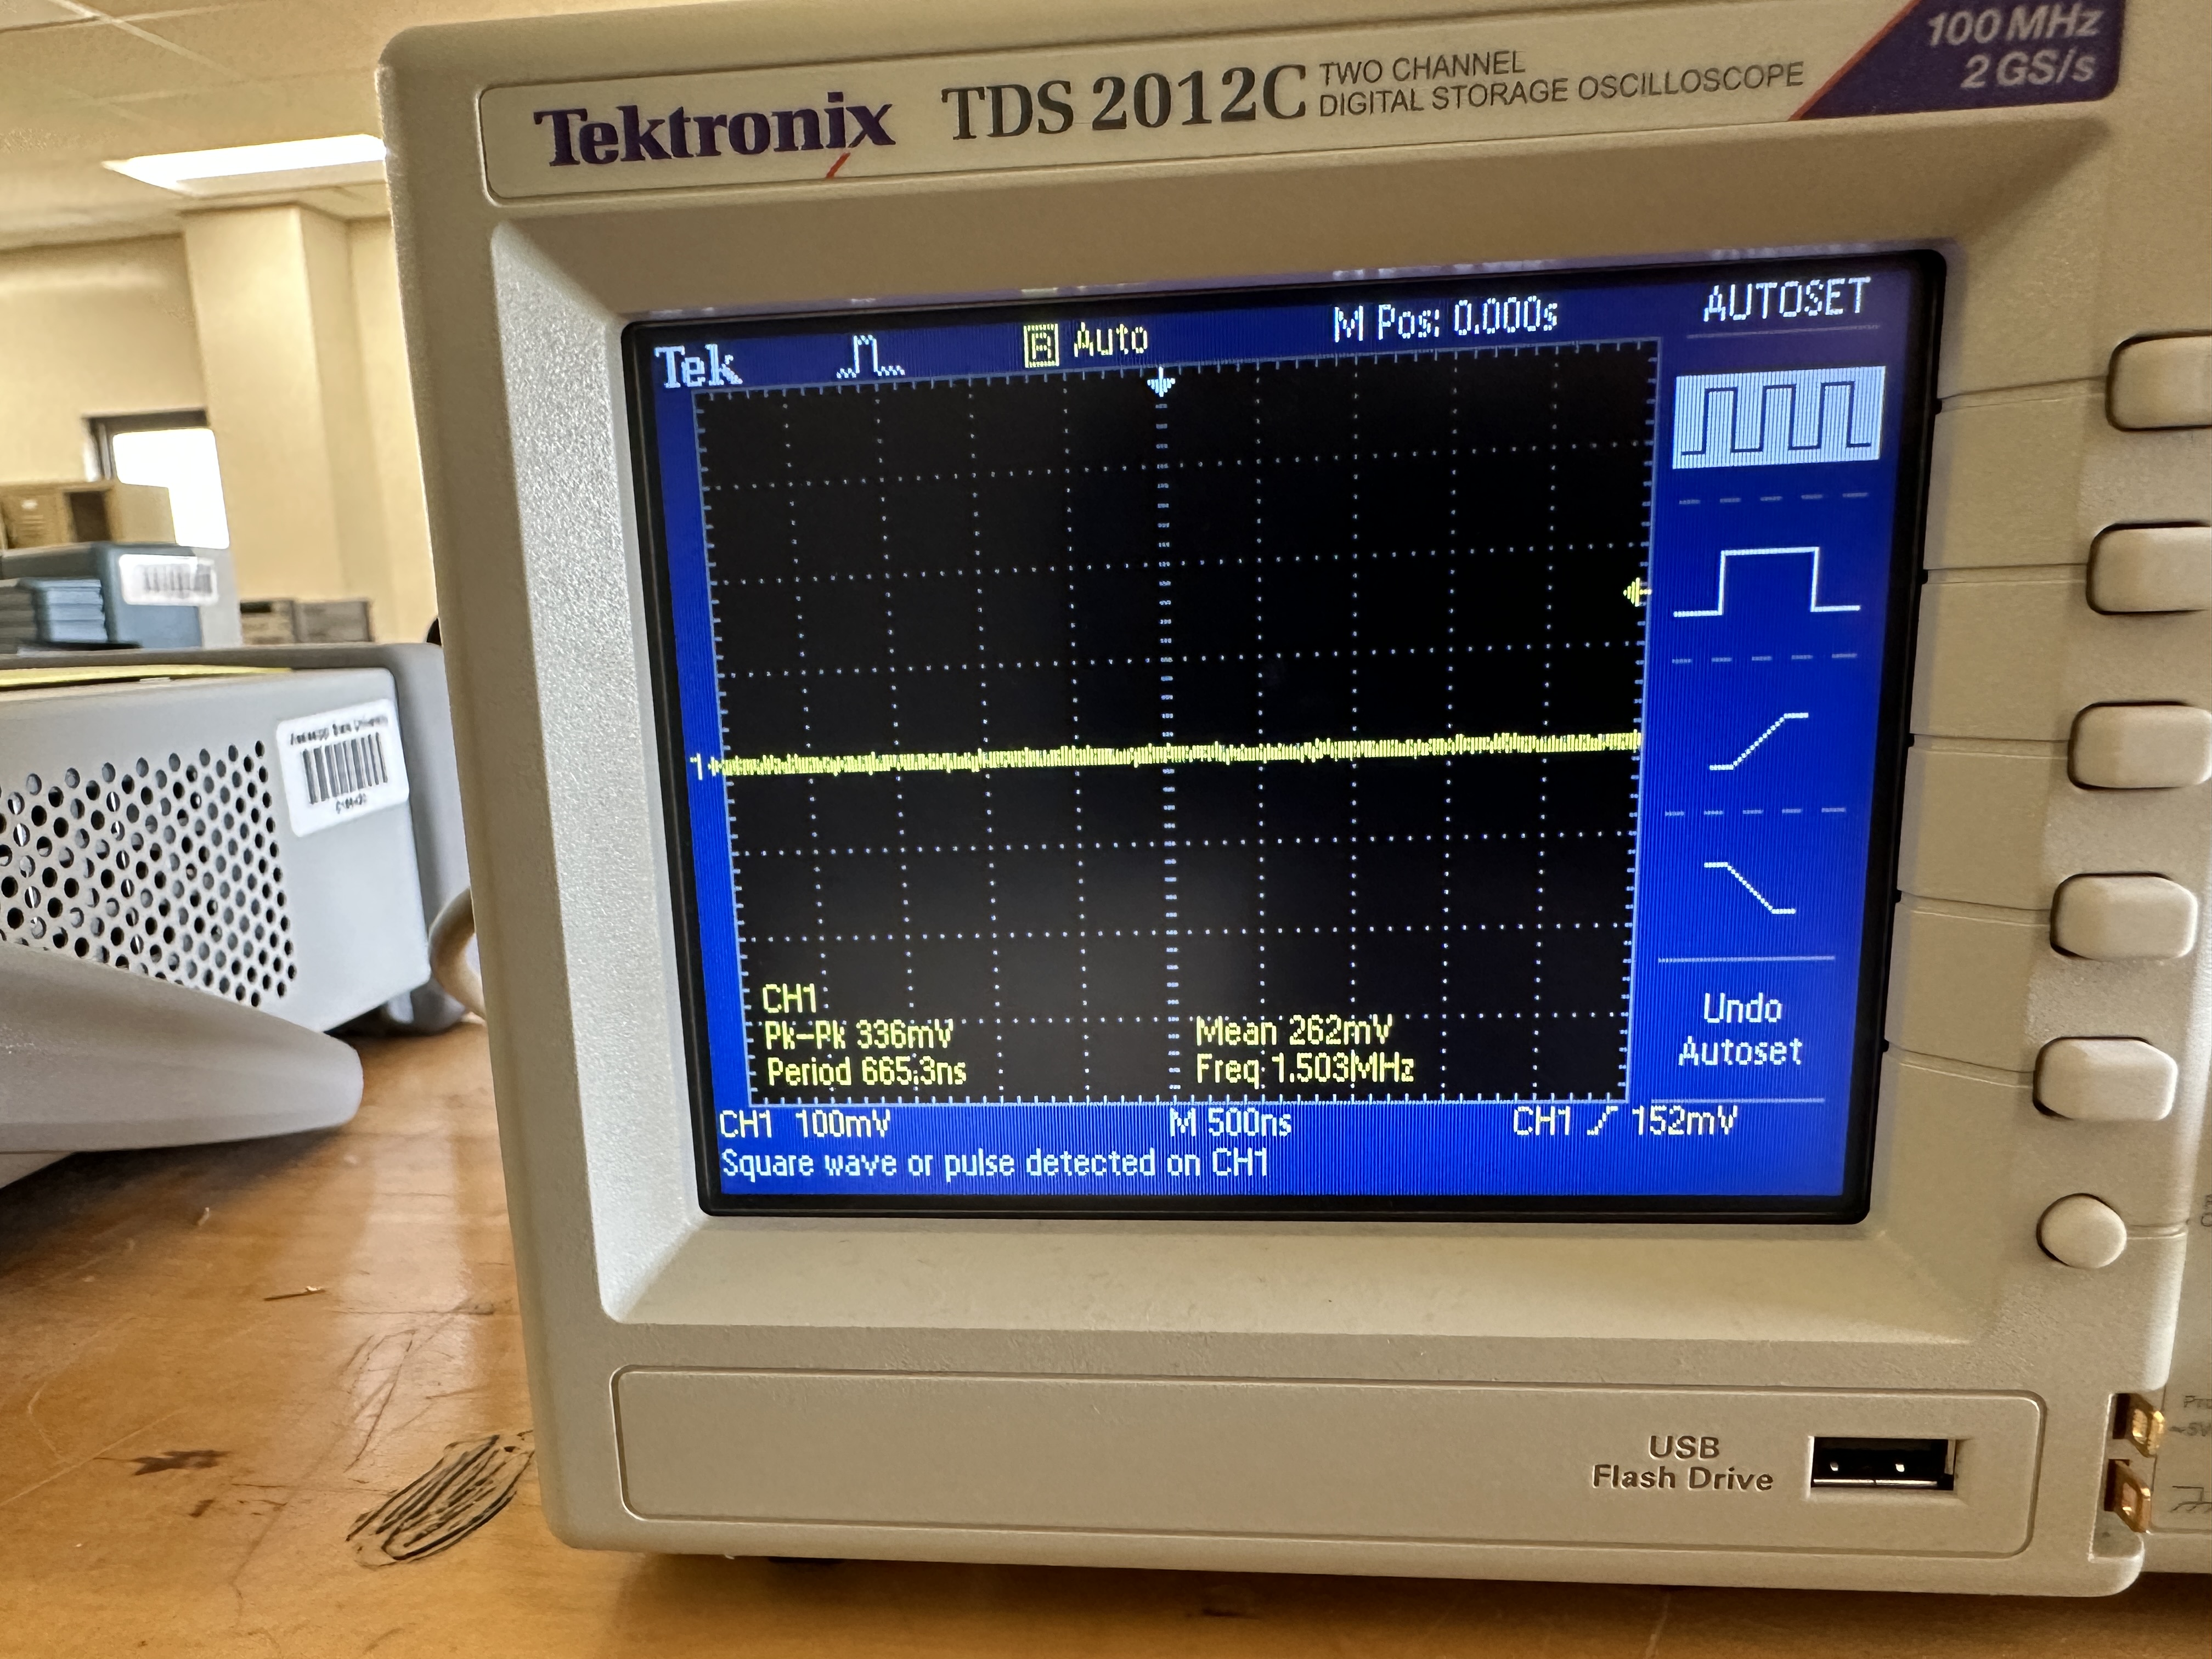 Tektronix TDS 2012C TWO CHANNEL
DIGITAL STORAGE OSCILLOSCOPE
100 MHz
2 GS/s
Tek R Auto M Pos: 0.000s AUTOSET
1
CH1
Pk-Pk 336mV Mean 262mV
Period 665.3ns Freq 1.503MHz
Undo
Autoset
CH1 100mV M 500ns CH1 152mV
Square wave or pulse detected on CH1
USB
Flash Drive